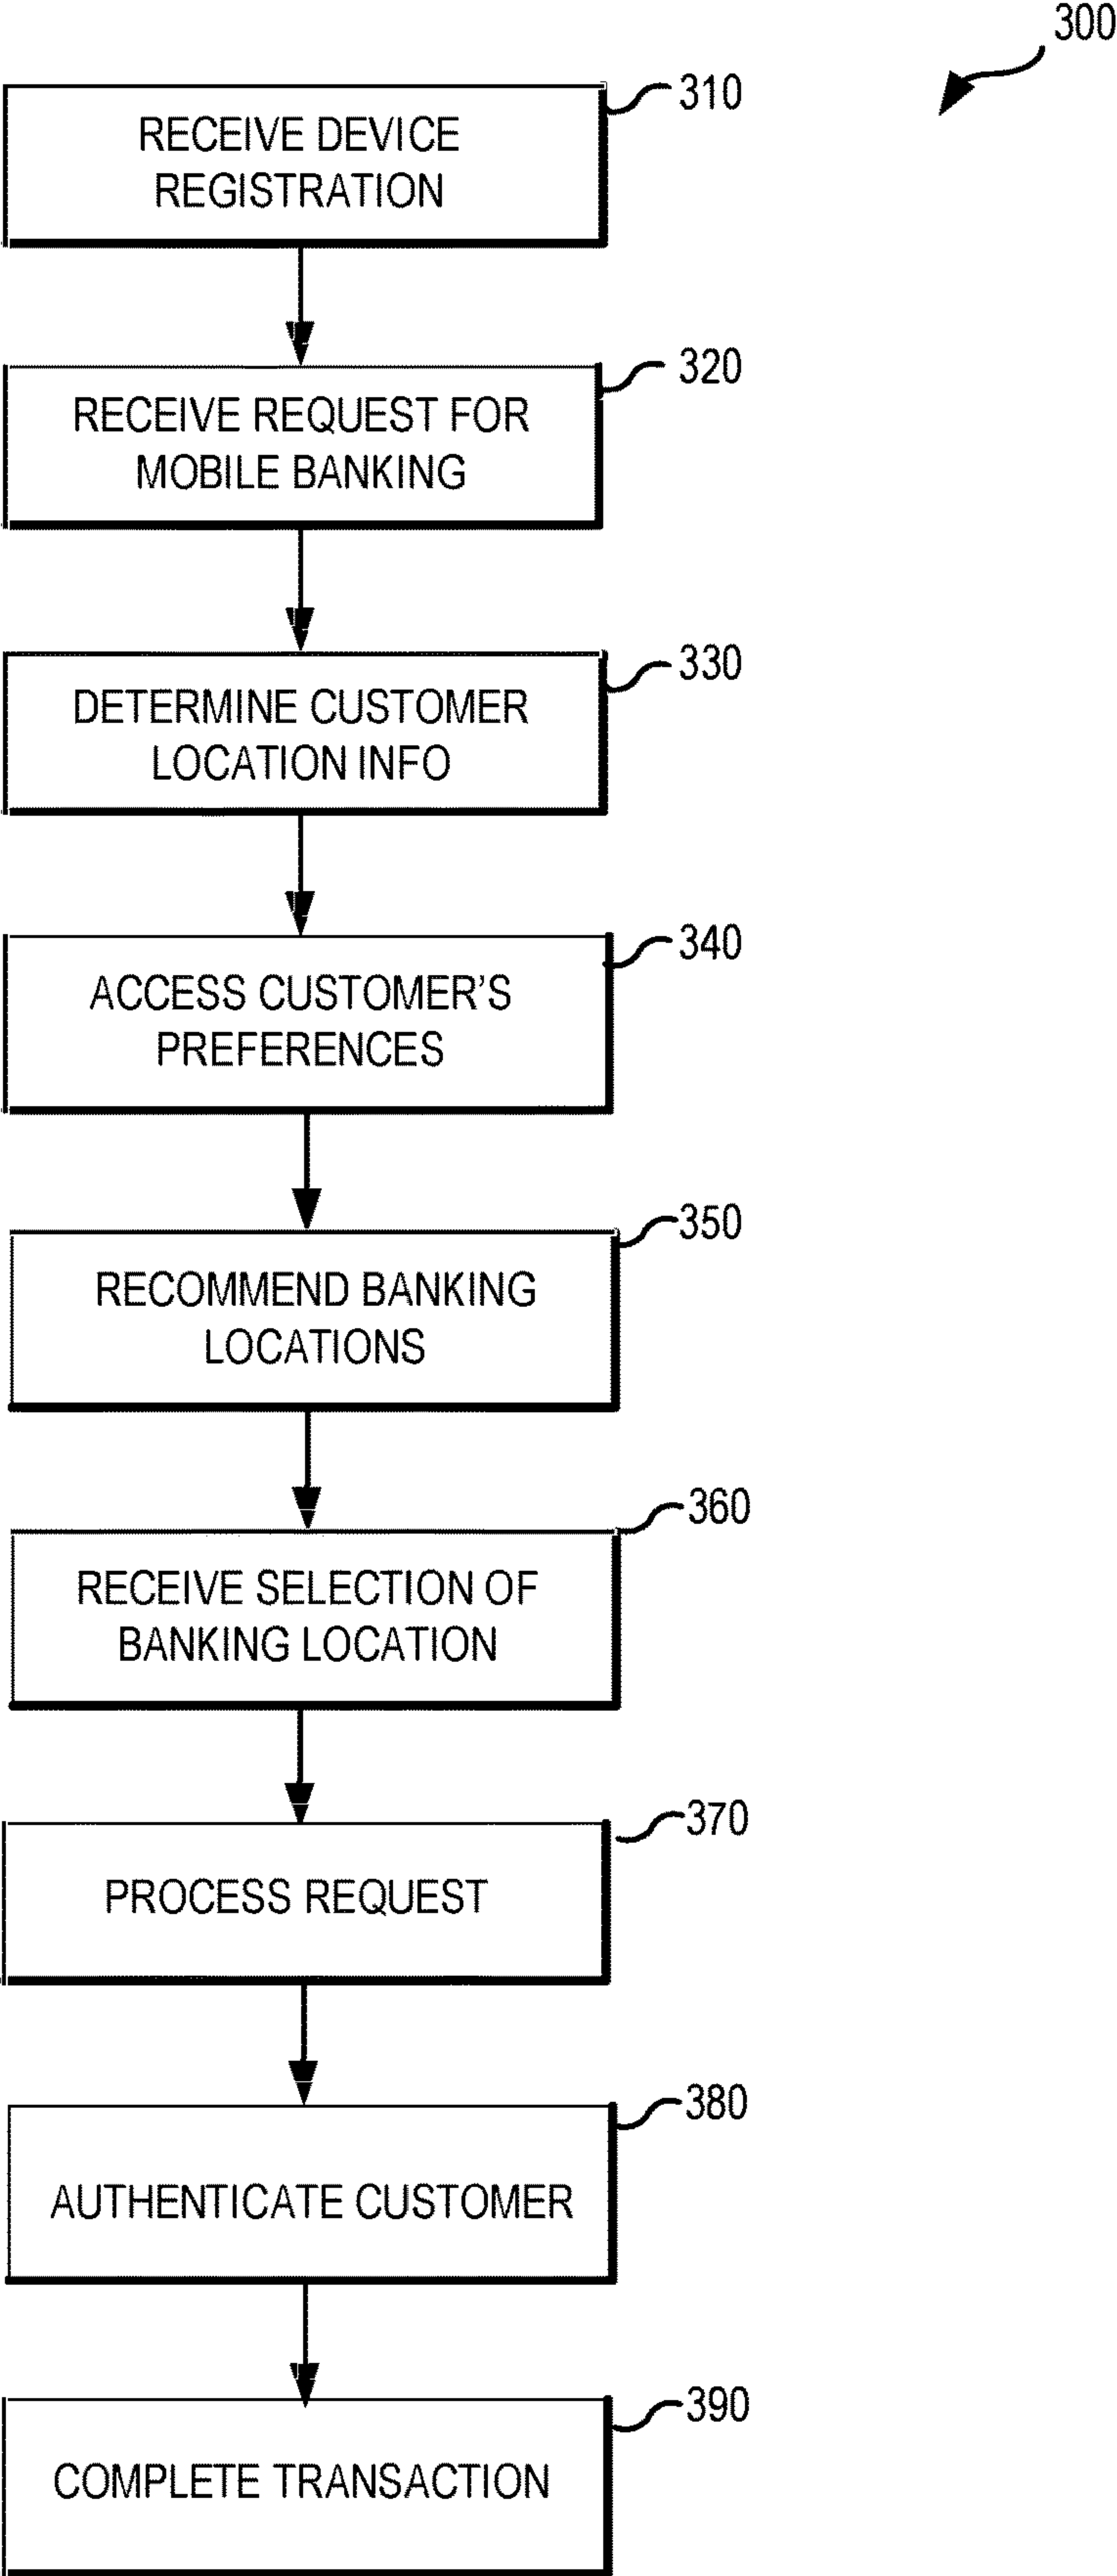 300
310
RECEIVE DEVICE
REGISTRATION
320
RECEIVE REQUEST FOR
MOBILE BANKING
330
DETERMINE CUSTOMER
LOCATION INFO
340
ACCESS CUSTOMER'S
PREFERENCES
350
RECOMMEND BANKING
LOCATIONS
360
RECEIVE SELECTION OF
BANKING LOCATION
370
PROCESS REQUEST
380
AUTHENTICATE CUSTOMER
390
COMPLETE TRANSACTION